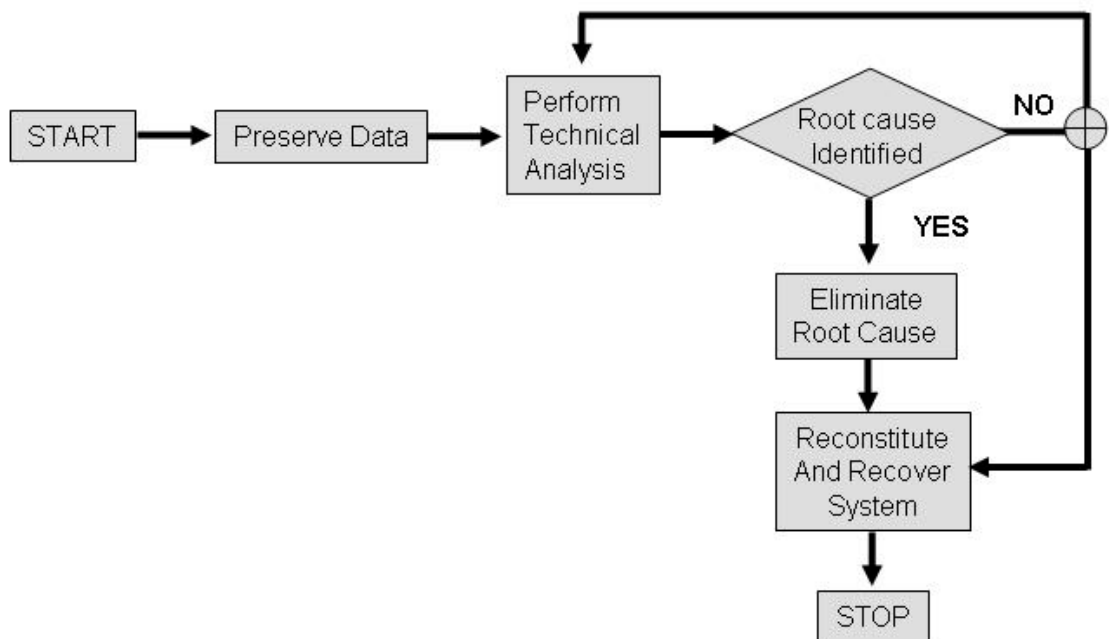 START
Preserve Data
Perform
Technical
Analysis
Root cause
Identified
NO
YES
Eliminate
Root Cause
Reconstitute
And Recover
System
STOP